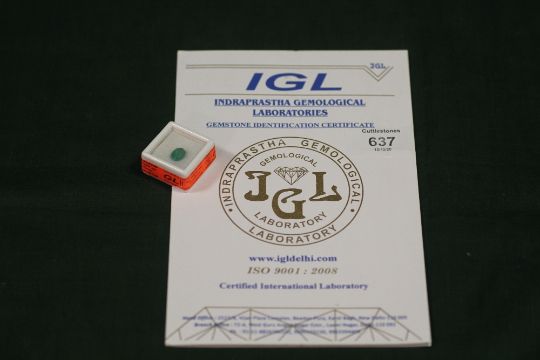 IGL
IGL
INDRAPRASTHA GEMOLOGICAL
LABORATORIES
GEMSTONE IDENTIFICATION CERTIFICATE
Cuttlestones
637
INDRAPRASTHA GEMOLOGICAL
LABORATORY
GEMOLOGICAL
IGL
LABORATORY
IGL
www.igldelhi.com
ISO 9001 : 2008
Certified International Laboratory